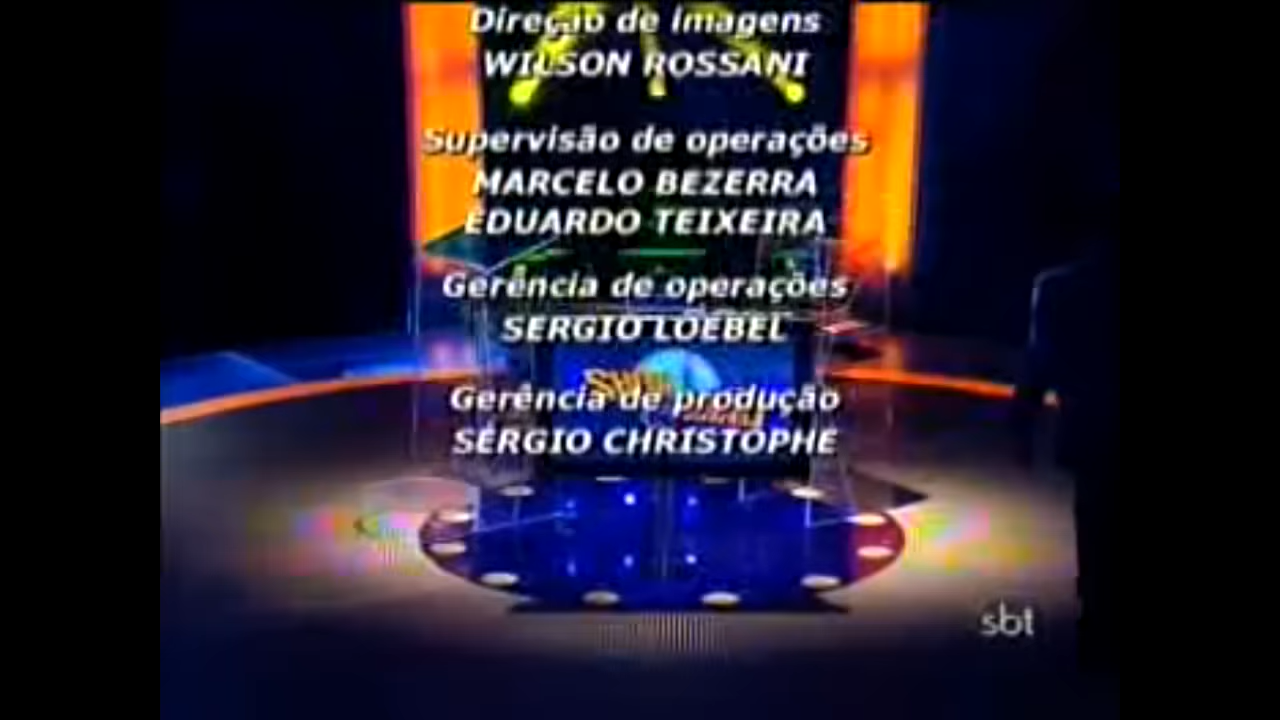 Direção de imagens
WILSON ROSSANI
Supervisão de operações
MARCELO BEZERRA
EDUARDO TEIXEIRA
Gerência de operações
SERGIO LOEBEL
Gerência de produção
SÉRGIO CHRISTOPHE
sbt